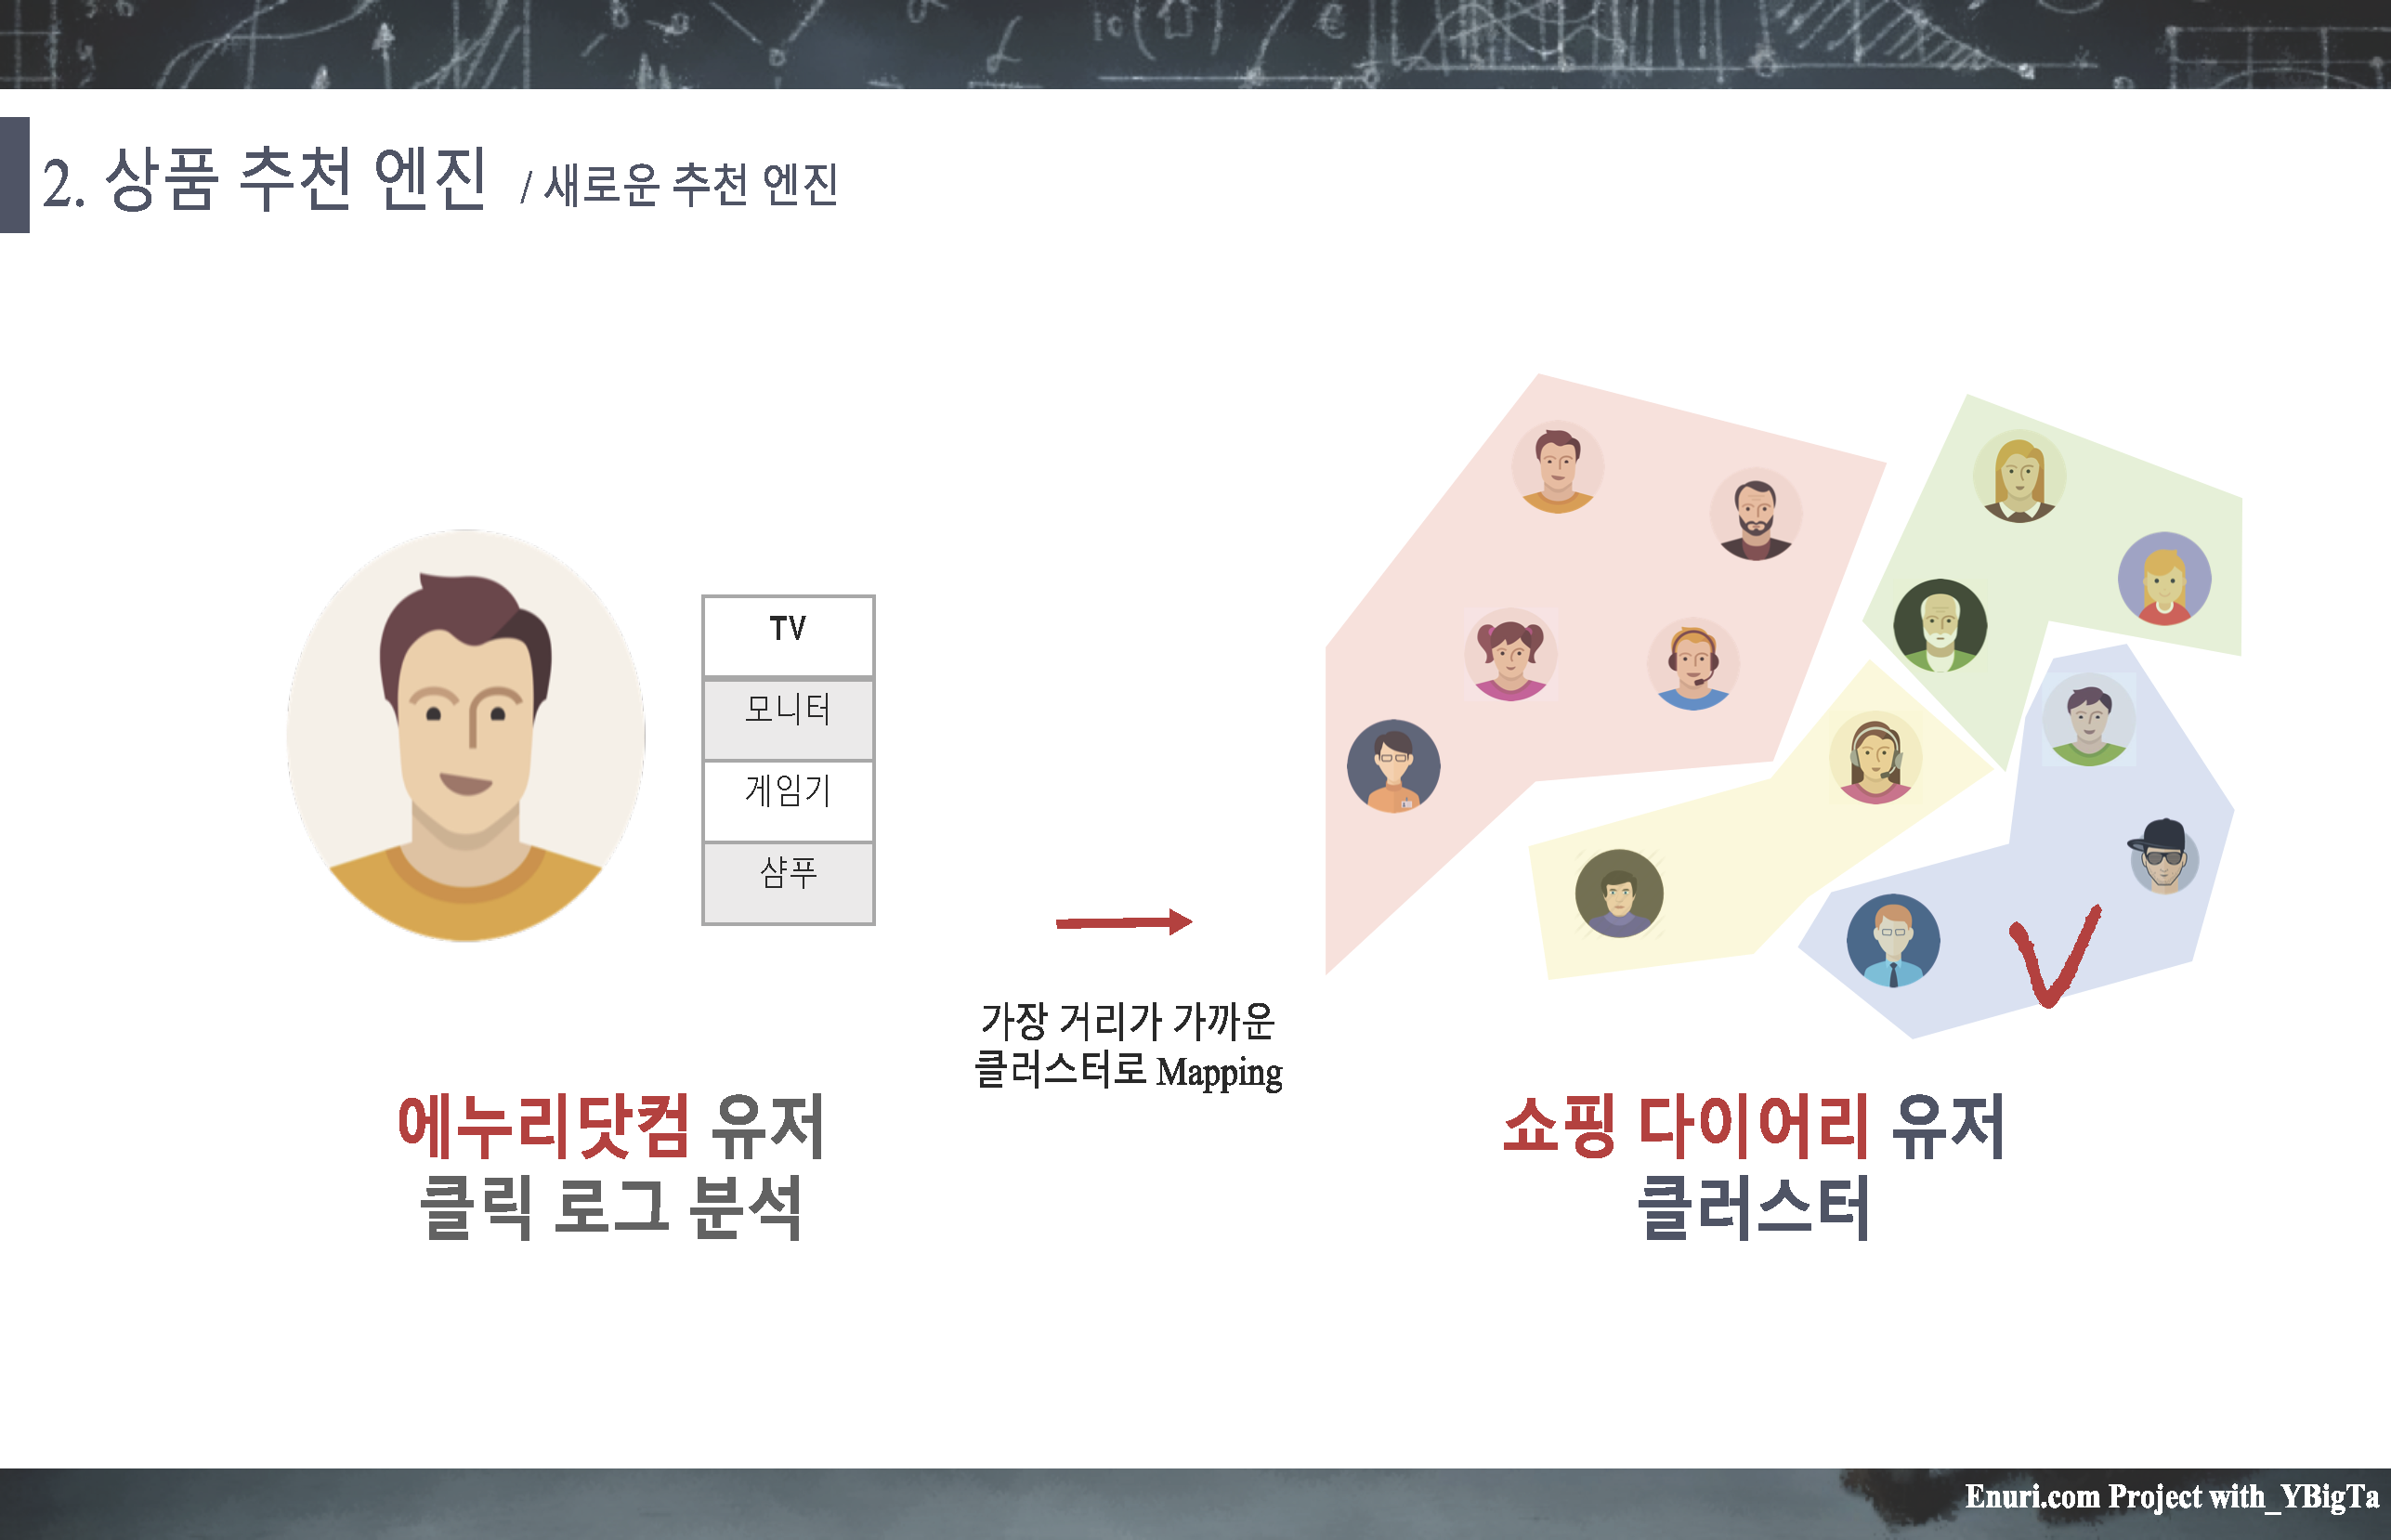 2. 상품 추천 엔진 / 새로운 추천 엔진
TV
모니터
게임기
샴푸
가장 거리가 가까운
클러스터로 Mapping
에누리닷컴 유저
클릭 로그 분석
쇼핑 다이어리 유저
클러스터
Enuri.com Project with_YBigTa